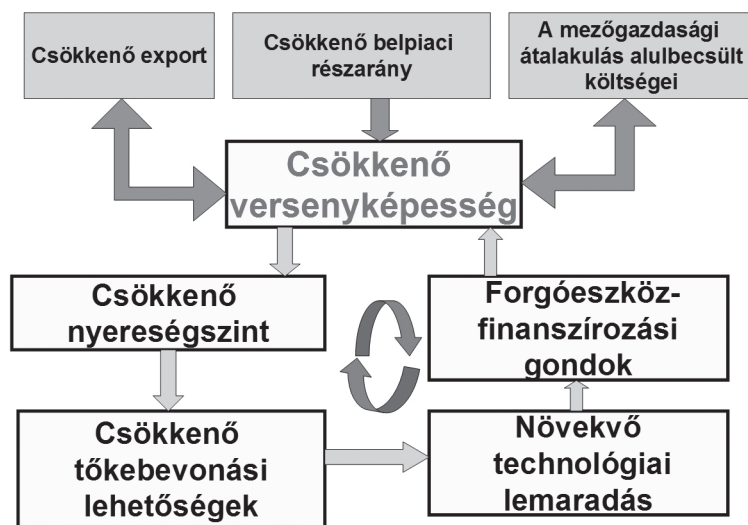 Csökkenő export
Csökkenő belpiaci
részarány
A mezőgazdasági
átalakulás alulbecsült
költségei
Csökkenő
versenyképesség
Csökkenő
nyereségszint
Forgóeszköz-
finanszírozási
gondok
Csökkenő
tőkebevonási
lehetőségek
Növekvő
technológiai
lemaradás